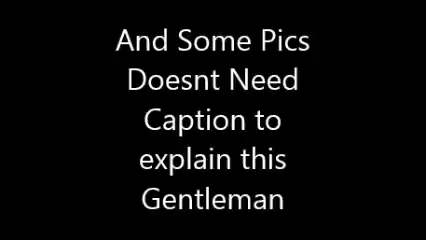 And Some Pics
Doesnt Need
Caption to
explain this
Gentleman